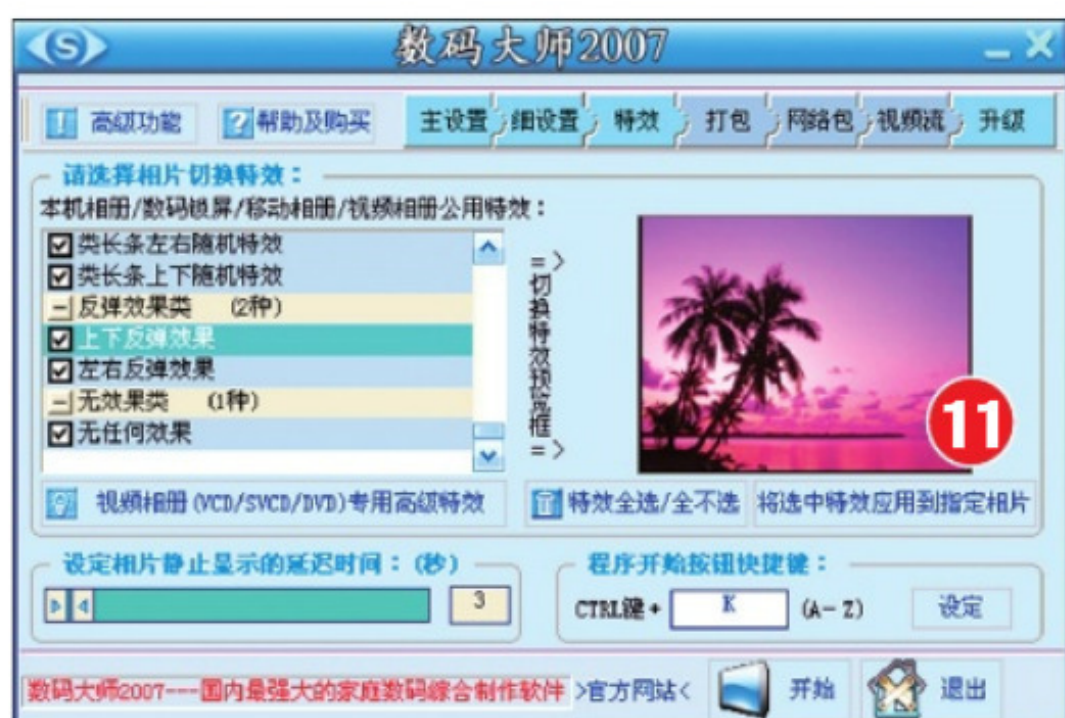 数码大师2007
高级功能 帮助及购买 主设置 细设置 特效 打包 网络包 视频流 升级
请选择相片切换特效：
本机相册/数码锁屏/移动相册/视频相册公用特效：
类长条左右随机特效
类长条上下随机特效
反弹效果类 (2种)
上下反弹效果
左右反弹效果
无效果类 (1种)
无任何效果
=>切换特效预览框=>
11
视频相册(VCD/SVCD/DVD)专用高级特效 特效全选/全不选 将选中特效应用到指定相片
设定相片静止显示的延迟时间：(秒)
3
程序开始按钮快捷键：
CTRL键+ K (A-Z) 设定
数码大师2007---国内最强大的家庭数码综合制作软件 >官方网站< 开始 退出